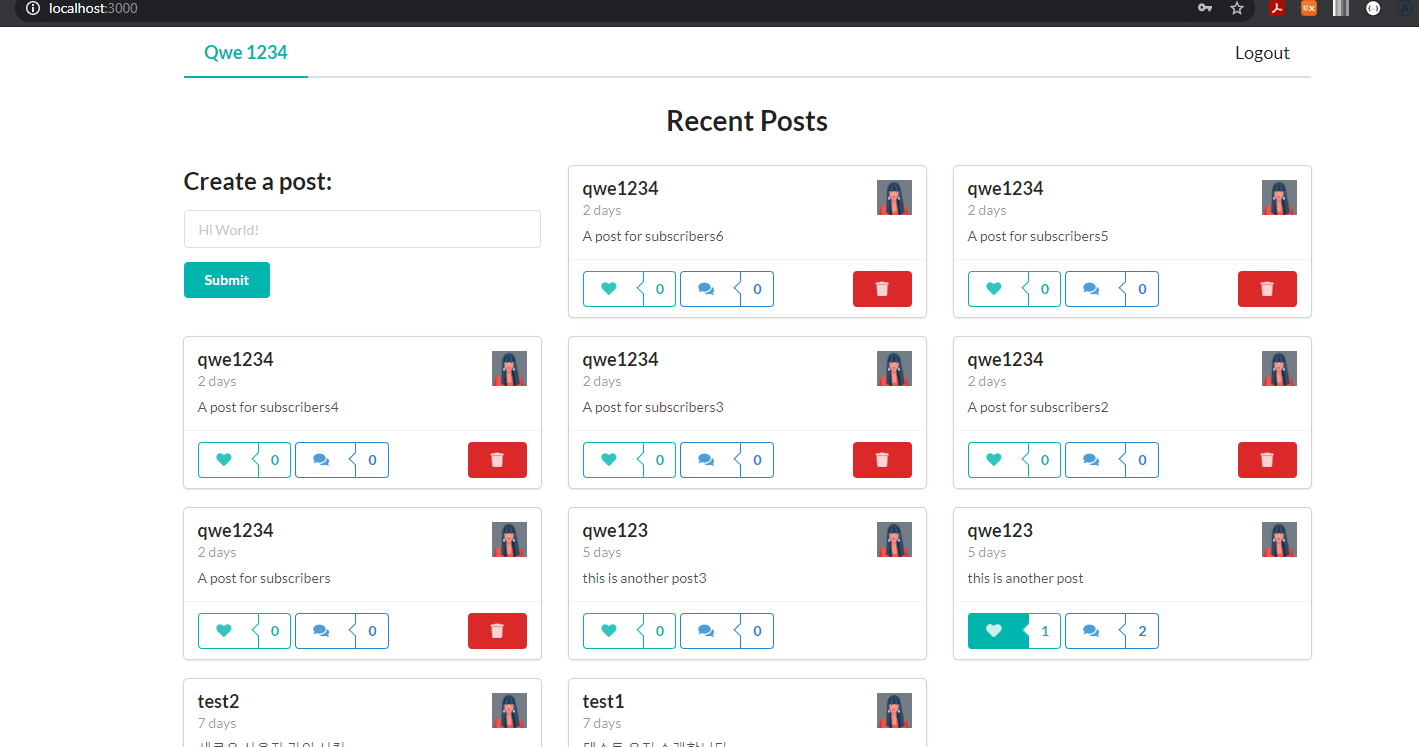 localhost:3000
Qwe 1234
Logout
Recent Posts
Create a post:
Hi World!
Submit
qwe1234
2 days
A post for subscribers6
0
0
qwe1234
2 days
A post for subscribers5
0
0
qwe1234
2 days
A post for subscribers4
0
0
qwe1234
2 days
A post for subscribers3
0
0
qwe1234
2 days
A post for subscribers2
0
0
qwe1234
2 days
A post for subscribers
0
0
qwe123
5 days
this is another post3
0
0
qwe123
5 days
this is another post
1
2
test2
7 days
test1
7 days